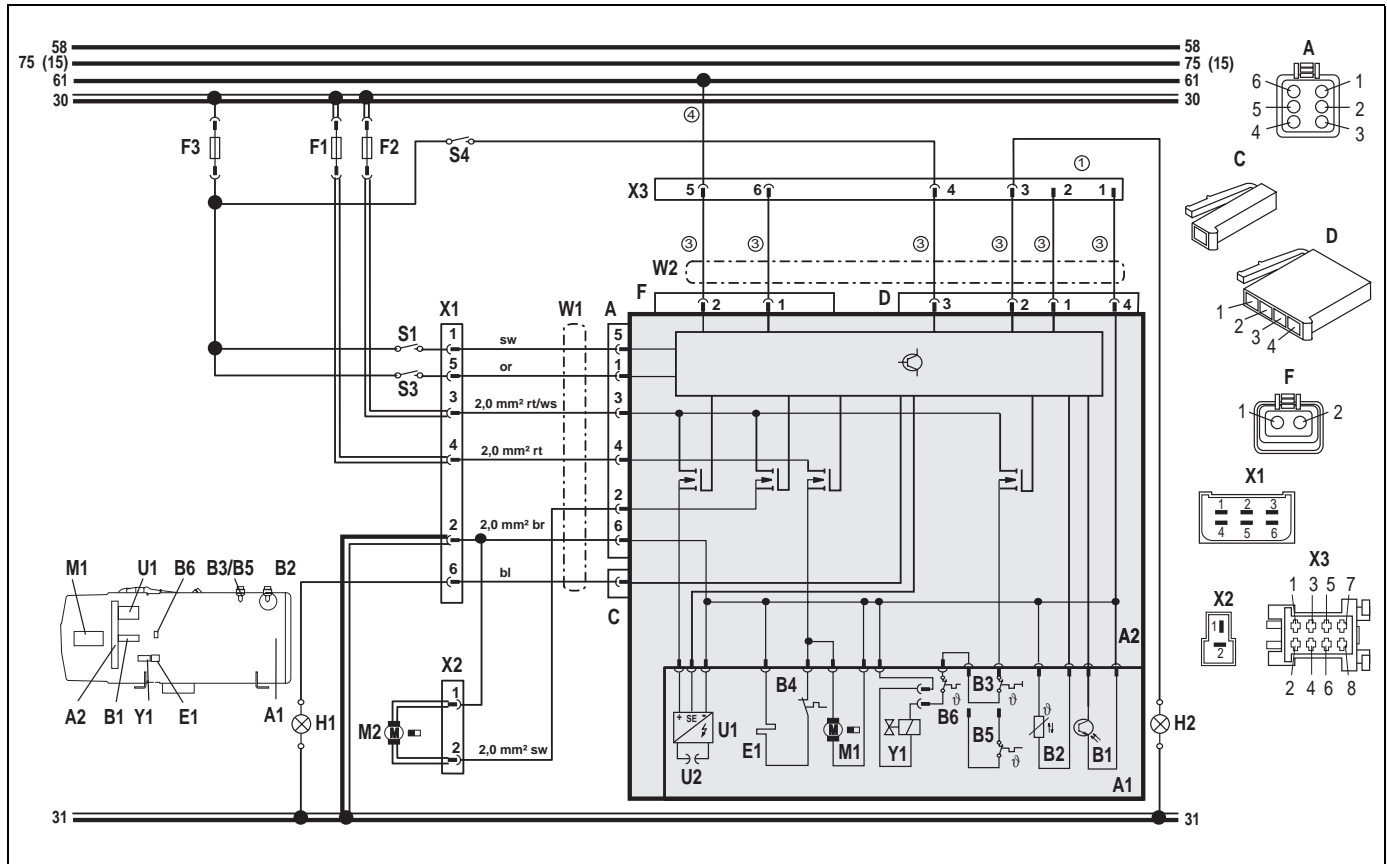 58 58
75 (15) 75 (15)
61 61
30 30
A
6 1
5 2
4 3
④
F3 F1 F2 S4
①
C
X3 5 6 4 3 2 1
③ ③ ③ ③ ③ ③
D
W2
1 2 3 4
F 2 1 D 3 2 1 4
X1 W1 A
F
1 2
S1 1 sw 5
S3 5 or 1
3 2,0 mm² rt/ws 3
4 2,0 mm² rt 4
2
2 2,0 mm² br 6
6 bl
C
X1
1 2 3
4 5 6
X3
1 3 5 7
2 4 6 8
X2
1
2
M1 U1 B6 B3/B5 B2
A2 B1 Y1 E1 A1
H1
X2
1
M2
2 2,0 mm² sw
A2
+ SE -
U1
U2
E1
B4
M
M1
Y1
B6
ϑ
B3
ϑ
B5
ϑ
ϑ
B2
B1
A1
H2
M
31 31